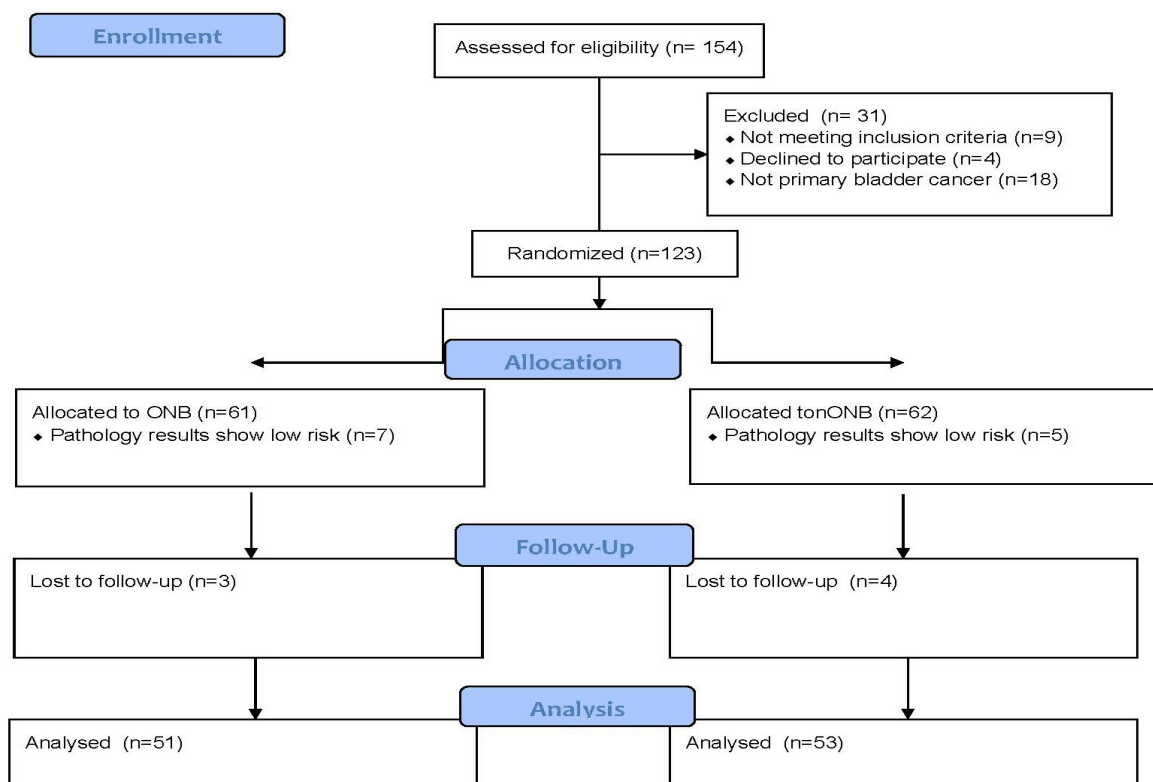 Enrollment
Assessed for eligibility (n= 154)
Excluded (n= 31)
◆ Not meeting inclusion criteria (n=9)
◆ Declined to participate (n=4)
◆ Not primary bladder cancer (n=18)
Randomized (n=123)
Allocation
Allocated to ONB (n=61)
◆ Pathology results show low risk (n=7)
Allocated tonONB (n=62)
◆ Pathology results show low risk (n=5)
Follow-Up
Lost to follow-up (n=3)
Lost to follow-up (n=4)
Analysis
Analysed (n=51)
Analysed (n=53)